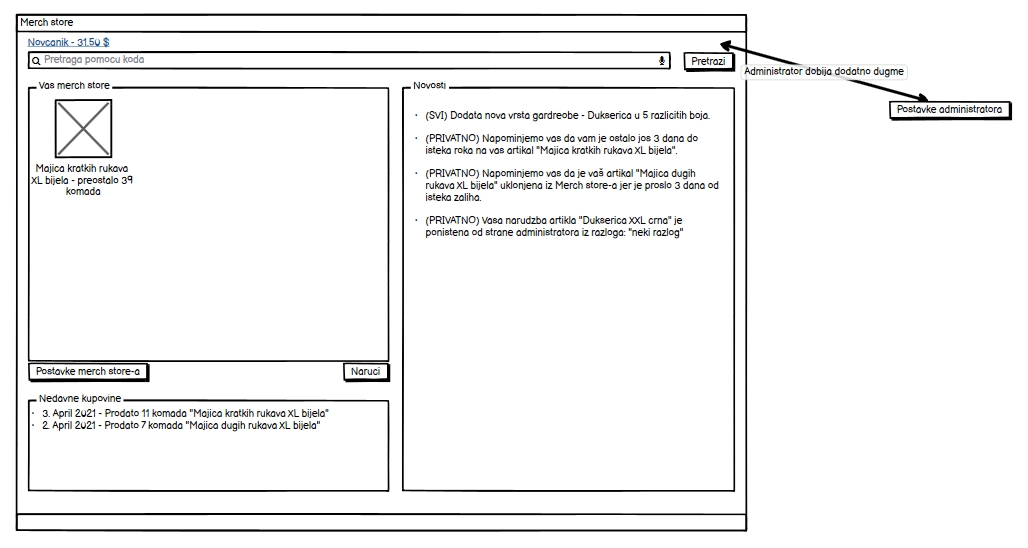 Merch store
Novcanik - 31.50 $
Pretraga pomocu koda
Pretrazi
Administrator dobija dodatno dugme
Postavke administratora
Vas merch store
Majica kratkih rukava
XL bijela - preostalo 39
komada
Postavke merch store-a
Naruci
Nedavne kupovine
· 3. April 2021 - Prodato 11 komada "Majica kratkih rukava XL bijela"
· 2. April 2021 - Prodato 7 komada "Majica dugih rukava XL bijela"
Novosti
· (SVI) Dodata nova vrsta gardreobe - Dukserica u 5 razlicitih boja.
· (PRIVATNO) Napominjemo vas da vam je ostalo jos 3 dana do
isteka roka na vas artikal "Majica kratkih rukava XL bijela".
· (PRIVATNO) Napominjemo vas da je vaš artikal "Majica dugih
rukava XL bijela" uklonjena iz Merch store-a jer je proslo 3 dana od
isteka zaliha.
· (PRIVATNO) Vasa narudzba artikla "Dukserica XXL crna" je
ponistena od strane administratora iz razloga: "neki razlog"